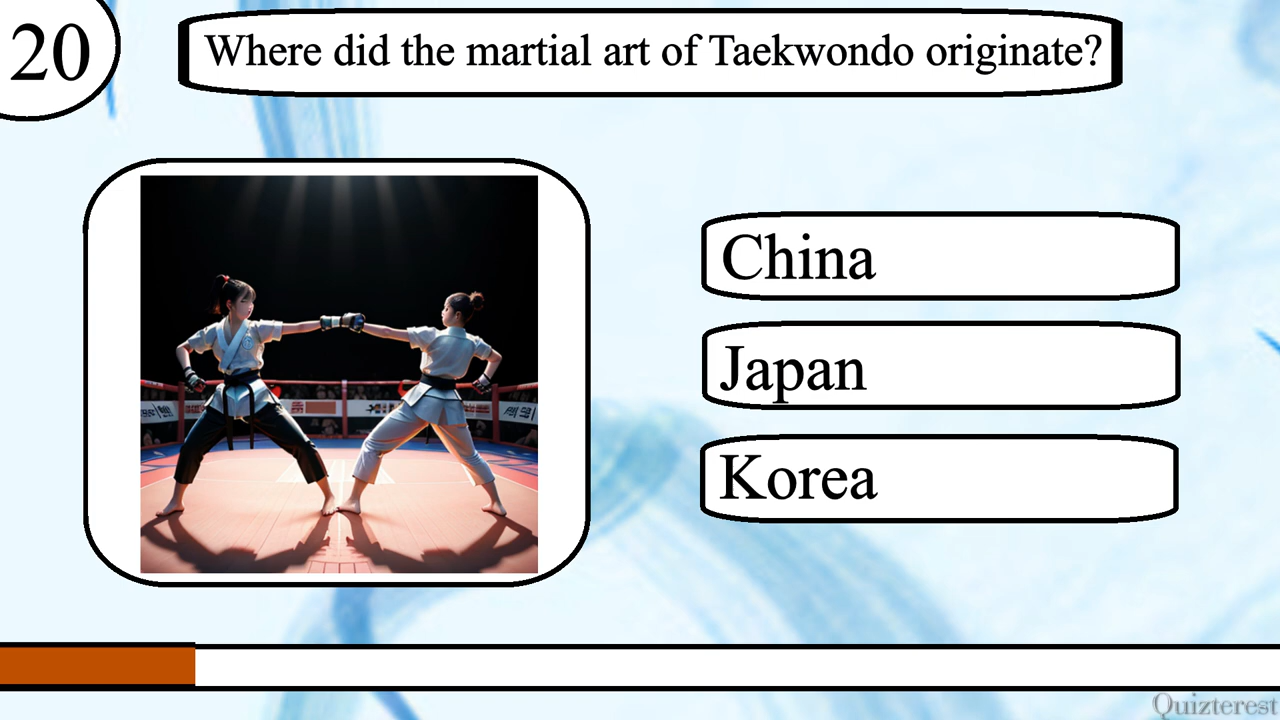 20
Where did the martial art of Taekwondo originate?
China
Japan
Korea
Quizterest